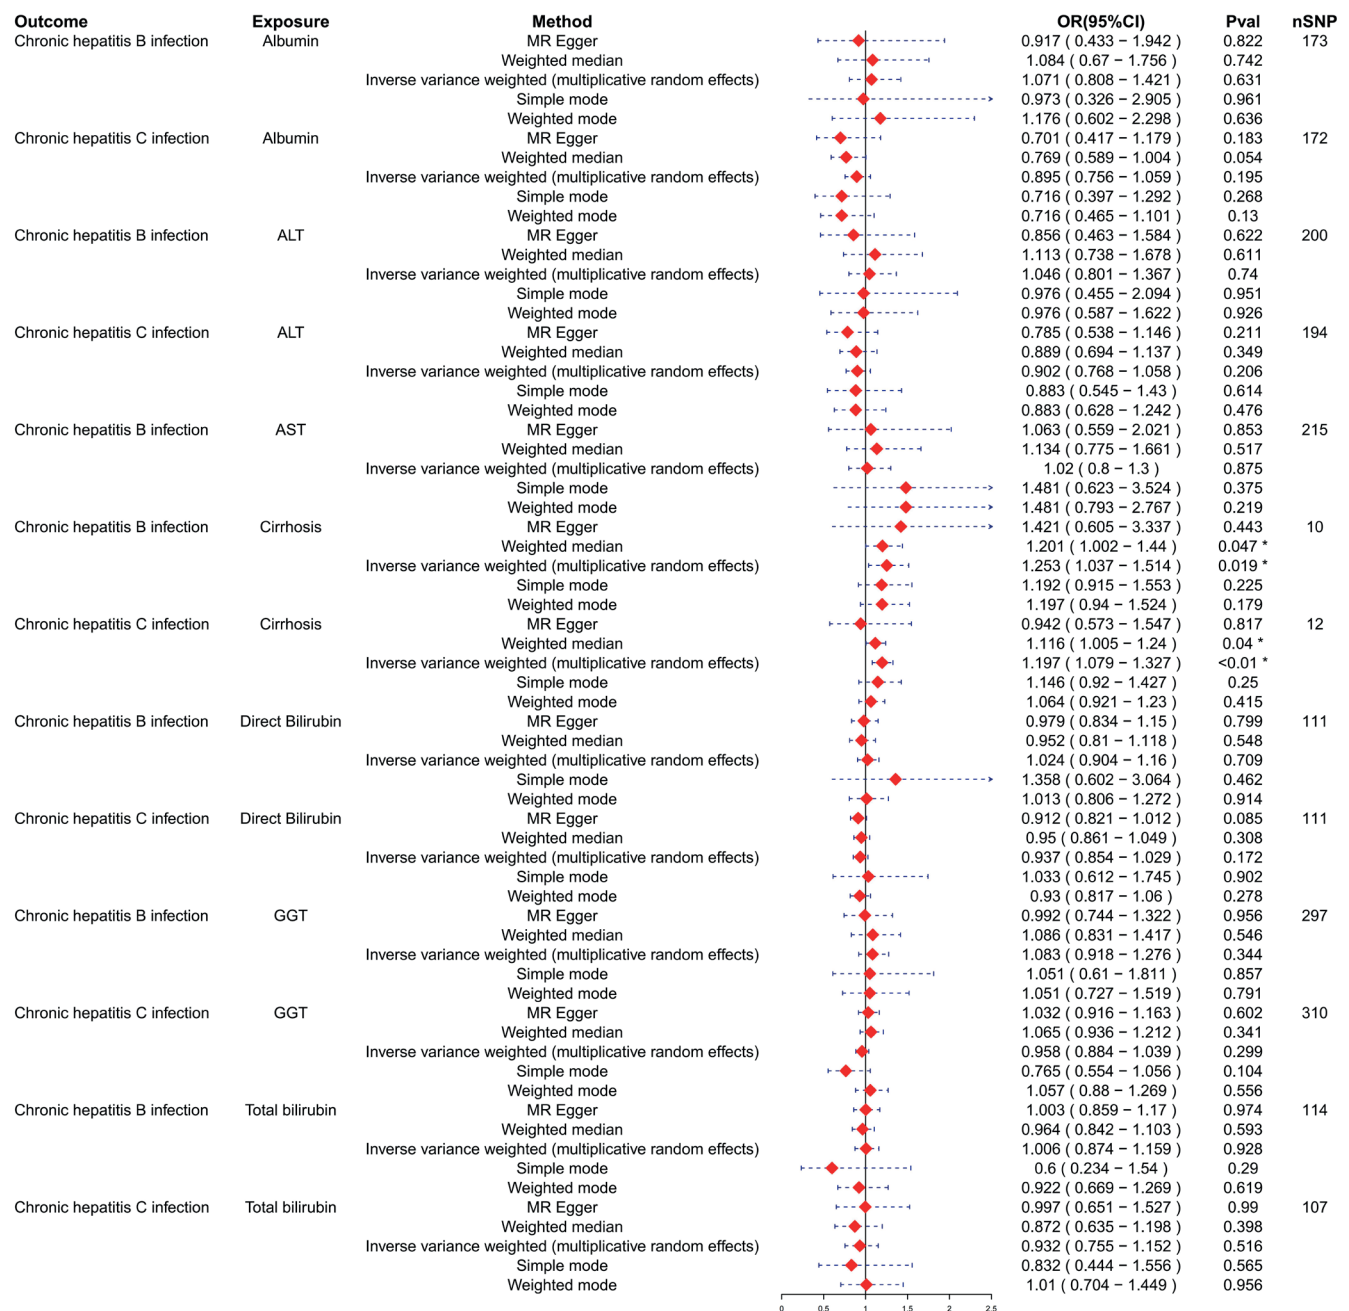 Outcome Exposure Method OR(95%CI) Pval nSNP
Chronic hepatitis B infection Albumin MR Egger 0.917 ( 0.433 − 1.942 ) 0.822 173
Weighted median 1.084 ( 0.67 − 1.756 ) 0.742
Inverse variance weighted (multiplicative random effects) 1.071 ( 0.808 − 1.421 ) 0.631
Simple mode 0.973 ( 0.326 − 2.905 ) 0.961
Weighted mode 1.176 ( 0.602 − 2.298 ) 0.636
Chronic hepatitis C infection Albumin MR Egger 0.701 ( 0.417 − 1.179 ) 0.183 172
Weighted median 0.769 ( 0.589 − 1.004 ) 0.054
Inverse variance weighted (multiplicative random effects) 0.895 ( 0.756 − 1.059 ) 0.195
Simple mode 0.716 ( 0.397 − 1.292 ) 0.268
Weighted mode 0.716 ( 0.465 − 1.101 ) 0.13
Chronic hepatitis B infection ALT MR Egger 0.856 ( 0.463 − 1.584 ) 0.622 200
Weighted median 1.113 ( 0.738 − 1.678 ) 0.611
Inverse variance weighted (multiplicative random effects) 1.046 ( 0.801 − 1.367 ) 0.74
Simple mode 0.976 ( 0.455 − 2.094 ) 0.951
Weighted mode 0.976 ( 0.587 − 1.622 ) 0.926
Chronic hepatitis C infection ALT MR Egger 0.785 ( 0.538 − 1.146 ) 0.211 194
Weighted median 0.889 ( 0.694 − 1.137 ) 0.349
Inverse variance weighted (multiplicative random effects) 0.902 ( 0.768 − 1.058 ) 0.206
Simple mode 0.883 ( 0.545 − 1.43 ) 0.614
Weighted mode 0.883 ( 0.628 − 1.242 ) 0.476
Chronic hepatitis B infection AST MR Egger 1.063 ( 0.559 − 2.021 ) 0.853 215
Weighted median 1.134 ( 0.775 − 1.661 ) 0.517
Inverse variance weighted (multiplicative random effects) 1.02 ( 0.8 − 1.3 ) 0.875
Simple mode 1.481 ( 0.623 − 3.524 ) 0.375
Weighted mode 1.481 ( 0.793 − 2.767 ) 0.219
Chronic hepatitis B infection Cirrhosis MR Egger 1.421 ( 0.605 − 3.337 ) 0.443 10
Weighted median 1.201 ( 1.002 − 1.44 ) 0.047 *
Inverse variance weighted (multiplicative random effects) 1.253 ( 1.037 − 1.514 ) 0.019 *
Simple mode 1.192 ( 0.915 − 1.553 ) 0.225
Weighted mode 1.197 ( 0.94 − 1.524 ) 0.179
Chronic hepatitis C infection Cirrhosis MR Egger 0.942 ( 0.573 − 1.547 ) 0.817 12
Weighted median 1.116 ( 1.005 − 1.24 ) 0.04 *
Inverse variance weighted (multiplicative random effects) 1.197 ( 1.079 − 1.327 ) <0.01 *
Simple mode 1.146 ( 0.92 − 1.427 ) 0.25
Weighted mode 1.064 ( 0.921 − 1.23 ) 0.415
Chronic hepatitis B infection Direct Bilirubin MR Egger 0.979 ( 0.834 − 1.15 ) 0.799 111
Weighted median 0.952 ( 0.81 − 1.118 ) 0.548
Inverse variance weighted (multiplicative random effects) 1.024 ( 0.904 − 1.16 ) 0.709
Simple mode 1.358 ( 0.602 − 3.064 ) 0.462
Weighted mode 1.013 ( 0.806 − 1.272 ) 0.914
Chronic hepatitis C infection Direct Bilirubin MR Egger 0.912 ( 0.821 − 1.012 ) 0.085 111
Weighted median 0.95 ( 0.861 − 1.049 ) 0.308
Inverse variance weighted (multiplicative random effects) 0.937 ( 0.854 − 1.029 ) 0.172
Simple mode 1.033 ( 0.612 − 1.745 ) 0.902
Weighted mode 0.93 ( 0.817 − 1.06 ) 0.278
Chronic hepatitis B infection GGT MR Egger 0.992 ( 0.744 − 1.322 ) 0.956 297
Weighted median 1.086 ( 0.831 − 1.417 ) 0.546
Inverse variance weighted (multiplicative random effects) 1.083 ( 0.918 − 1.276 ) 0.344
Simple mode 1.051 ( 0.61 − 1.811 ) 0.857
Weighted mode 1.051 ( 0.727 − 1.519 ) 0.791
Chronic hepatitis C infection GGT MR Egger 1.032 ( 0.916 − 1.163 ) 0.602 310
Weighted median 1.065 ( 0.936 − 1.212 ) 0.341
Inverse variance weighted (multiplicative random effects) 0.958 ( 0.884 − 1.039 ) 0.299
Simple mode 0.765 ( 0.554 − 1.056 ) 0.104
Weighted mode 1.057 ( 0.88 − 1.269 ) 0.556
Chronic hepatitis B infection Total bilirubin MR Egger 1.003 ( 0.859 − 1.17 ) 0.974 114
Weighted median 0.964 ( 0.842 − 1.103 ) 0.593
Inverse variance weighted (multiplicative random effects) 1.006 ( 0.874 − 1.159 ) 0.928
Simple mode 0.6 ( 0.234 − 1.54 ) 0.29
Weighted mode 0.922 ( 0.669 − 1.269 ) 0.619
Chronic hepatitis C infection Total bilirubin MR Egger 0.997 ( 0.651 − 1.527 ) 0.99 107
Weighted median 0.872 ( 0.635 − 1.198 ) 0.398
Inverse variance weighted (multiplicative random effects) 0.932 ( 0.755 − 1.152 ) 0.516
Simple mode 0.832 ( 0.444 − 1.556 ) 0.565
Weighted mode 1.01 ( 0.704 − 1.449 ) 0.956
0 0.5 1 1.5 2 2.5